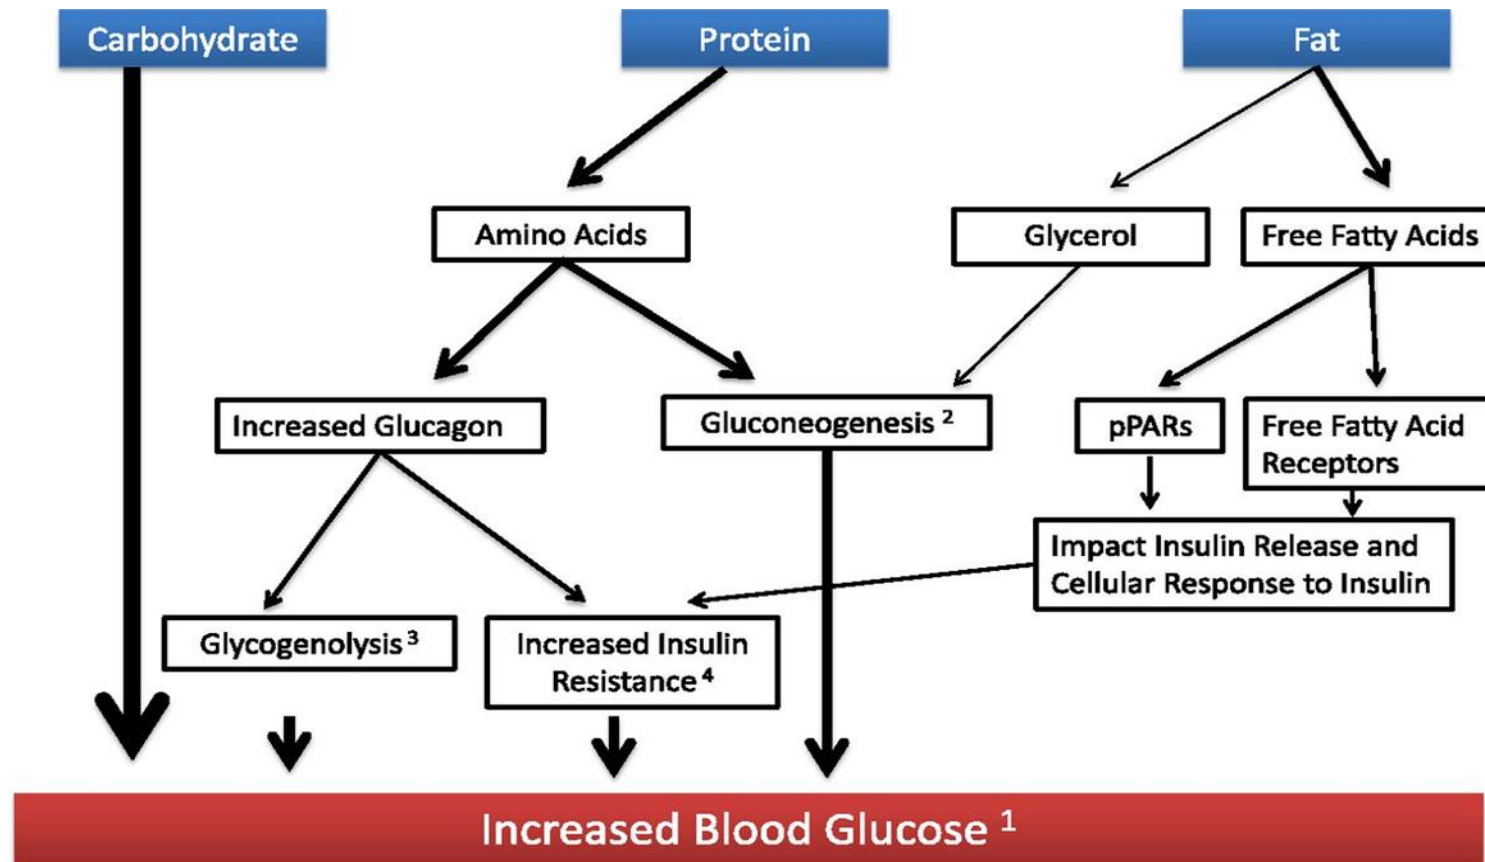 Carbohydrate
Protein
Fat
Amino Acids
Glycerol
Free Fatty Acids
Increased Glucagon
Gluconeogenesis ²
pPARs
Free Fatty Acid
Receptors
Impact Insulin Release and
Cellular Response to Insulin
Glycogenolysis ³
Increased Insulin
Resistance ⁴
Increased Blood Glucose ¹